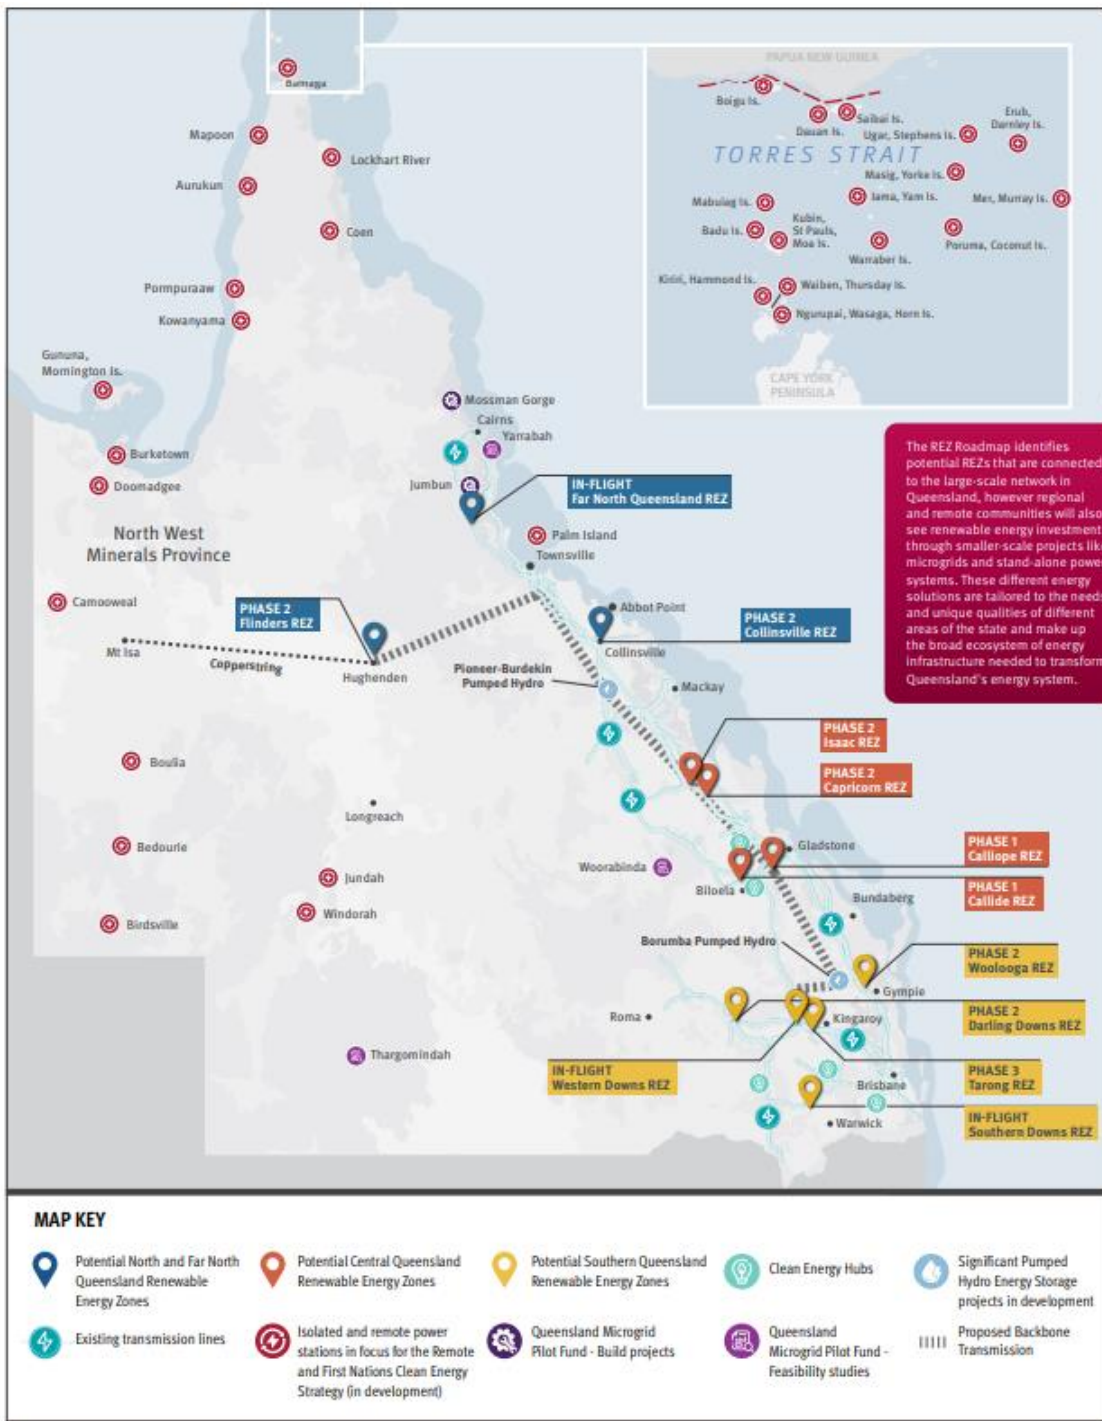 Bamaga
Mapoon
Lockhart River
Aurukun
Coen
Pormpuraaw
Kowanyama
Gununa,
Mornington Is.
Burketown
Doomadgee
North West
Minerals Province
Camooweal
Mt Isa
Copperstring
PAPUA NEW GUINEA
Boigu Is.
Dauan Is.
Saibai Is.
Ugar, Stephens Is.
Erub,
Darnley Is.
TORRES STRAIT
Masig, Yorke Is.
Mabuiag Is.
Iama, Yam Is.
Mer, Murray Is.
Badu Is.
Kubin,
St Pauls,
Moa Is.
Warraber Is.
Poruma, Coconut Is.
Kiriri, Hammond Is.
Waiben, Thursday Is.
Ngurupai, Wasaga, Horn Is.
CAPE YORK
PENINSULA
Mossman Gorge
Cairns
Yarrabah
Jumbun
IN-FLIGHT
Far North Queensland REZ
Palm Island
Townsville
PHASE 2
Flinders REZ
Hughenden
Abbot Point
PHASE 2
Collinsville REZ
Collinsville
Pioneer-Burdekin
Pumped Hydro
Mackay
The REZ Roadmap identifies
potential REZs that are connected
to the large-scale network in
Queensland, however regional
and remote communities will also
see renewable energy investment
through smaller-scale projects like
microgrids and stand-alone power
systems. These different energy
solutions are tailored to the needs
and unique qualities of different
areas of the state and make up
the broad ecosystem of energy
infrastructure needed to transform
Queensland's energy system.
PHASE 2
Isaac REZ
PHASE 2
Capricorn REZ
Boulia
Longreach
Bedourie
Jundah
Windorah
Birdsville
Woorabinda
Gladstone
PHASE 1
Calliope REZ
Biloela
PHASE 1
Callide REZ
Bundaberg
Borumba Pumped Hydro
PHASE 2
Woolooga REZ
Gympie
Roma
Kingaroy
PHASE 2
Darling Downs REZ
Thargomindah
IN-FLIGHT
Western Downs REZ
Brisbane
PHASE 3
Tarong REZ
Warwick
IN-FLIGHT
Southern Downs REZ
MAP KEY
Potential North and Far North
Queensland Renewable
Energy Zones
Potential Central Queensland
Renewable Energy Zones
Potential Southern Queensland
Renewable Energy Zones
Clean Energy Hubs
Significant Pumped
Hydro Energy Storage
projects in development
Existing transmission lines
Isolated and remote power
stations in focus for the Remote
and First Nations Clean Energy
Strategy (in development)
Queensland Microgrid
Pilot Fund - Build projects
Queensland
Microgrid Pilot Fund -
Feasibility studies
Proposed Backbone
Transmission